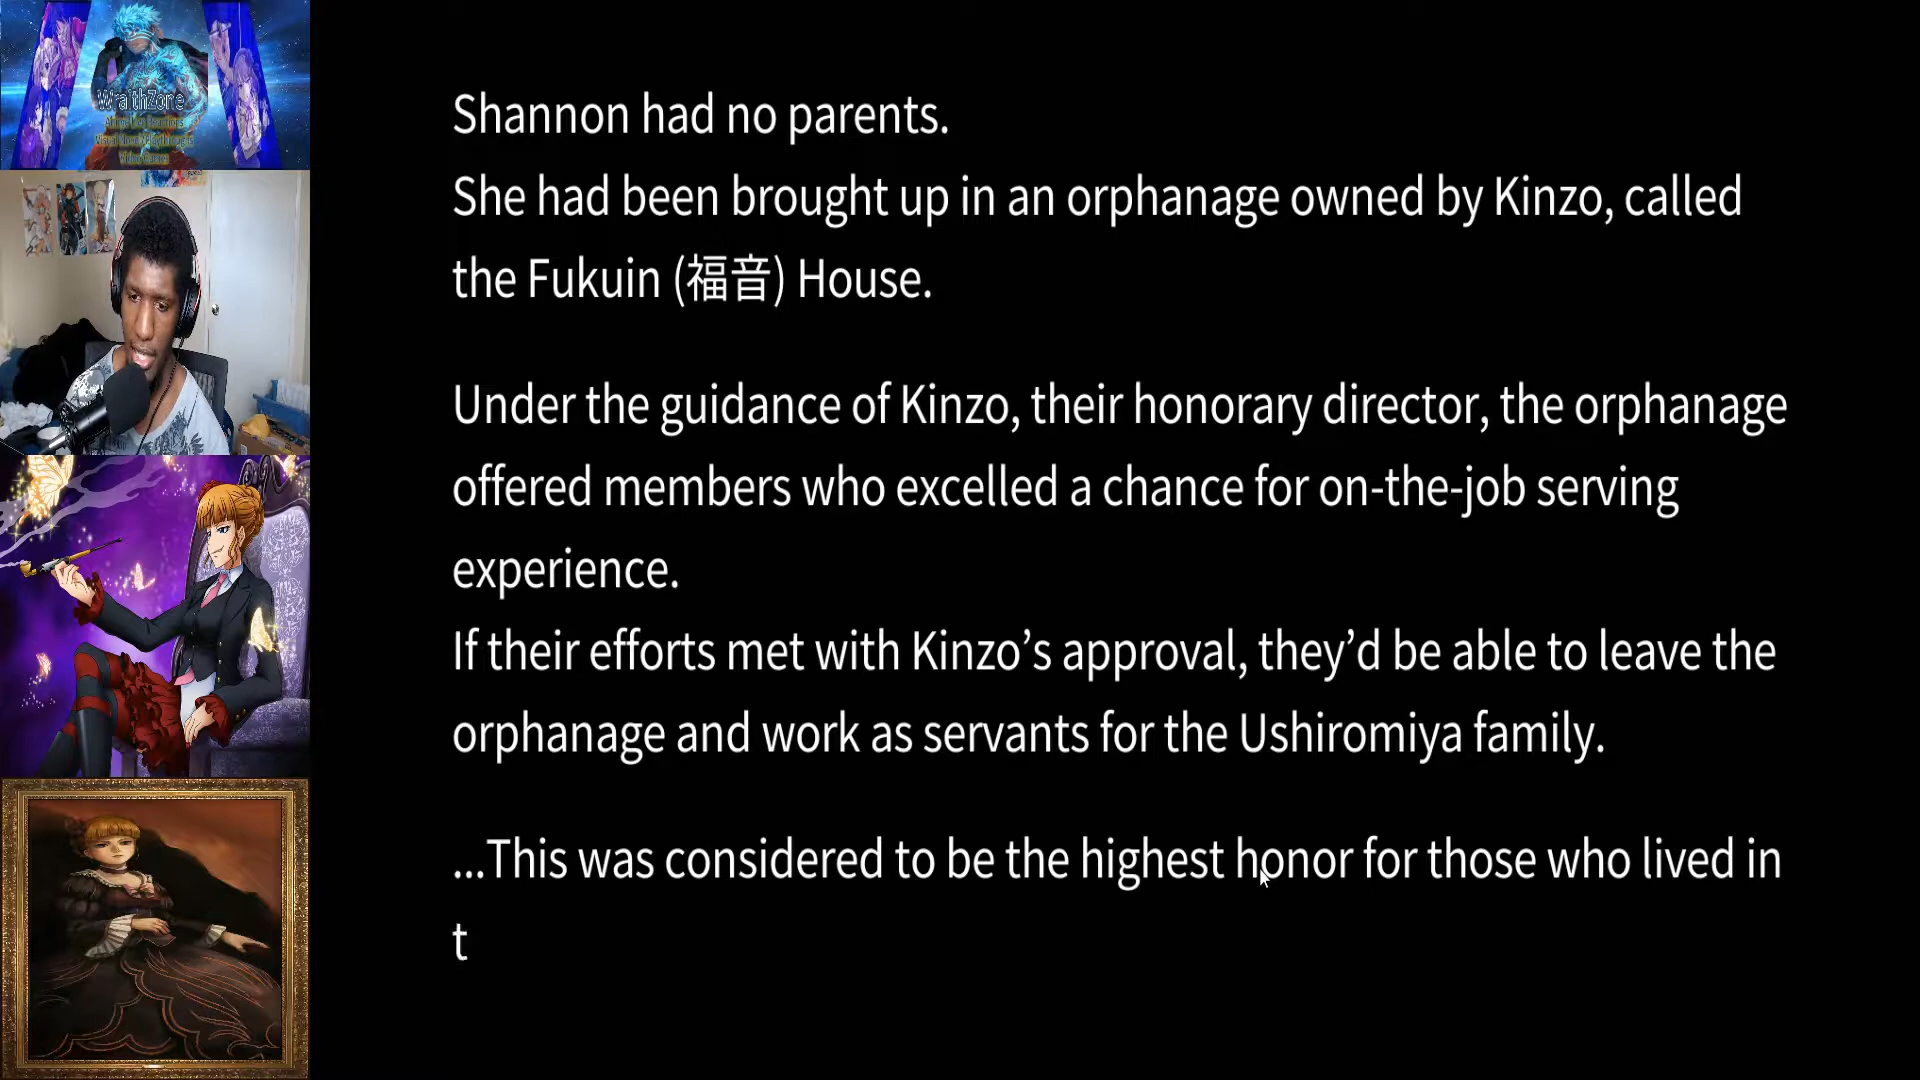 WraithZone
Shannon had no parents.
She had been brought up in an orphanage owned by Kinzo, called
the Fukuin (福音) House.
Under the guidance of Kinzo, their honorary director, the orphanage
offered members who excelled a chance for on-the-job serving
experience.
If their efforts met with Kinzo’s approval, they’d be able to leave the
orphanage and work as servants for the Ushiromiya family.
...This was considered to be the highest honor for those who lived in
t